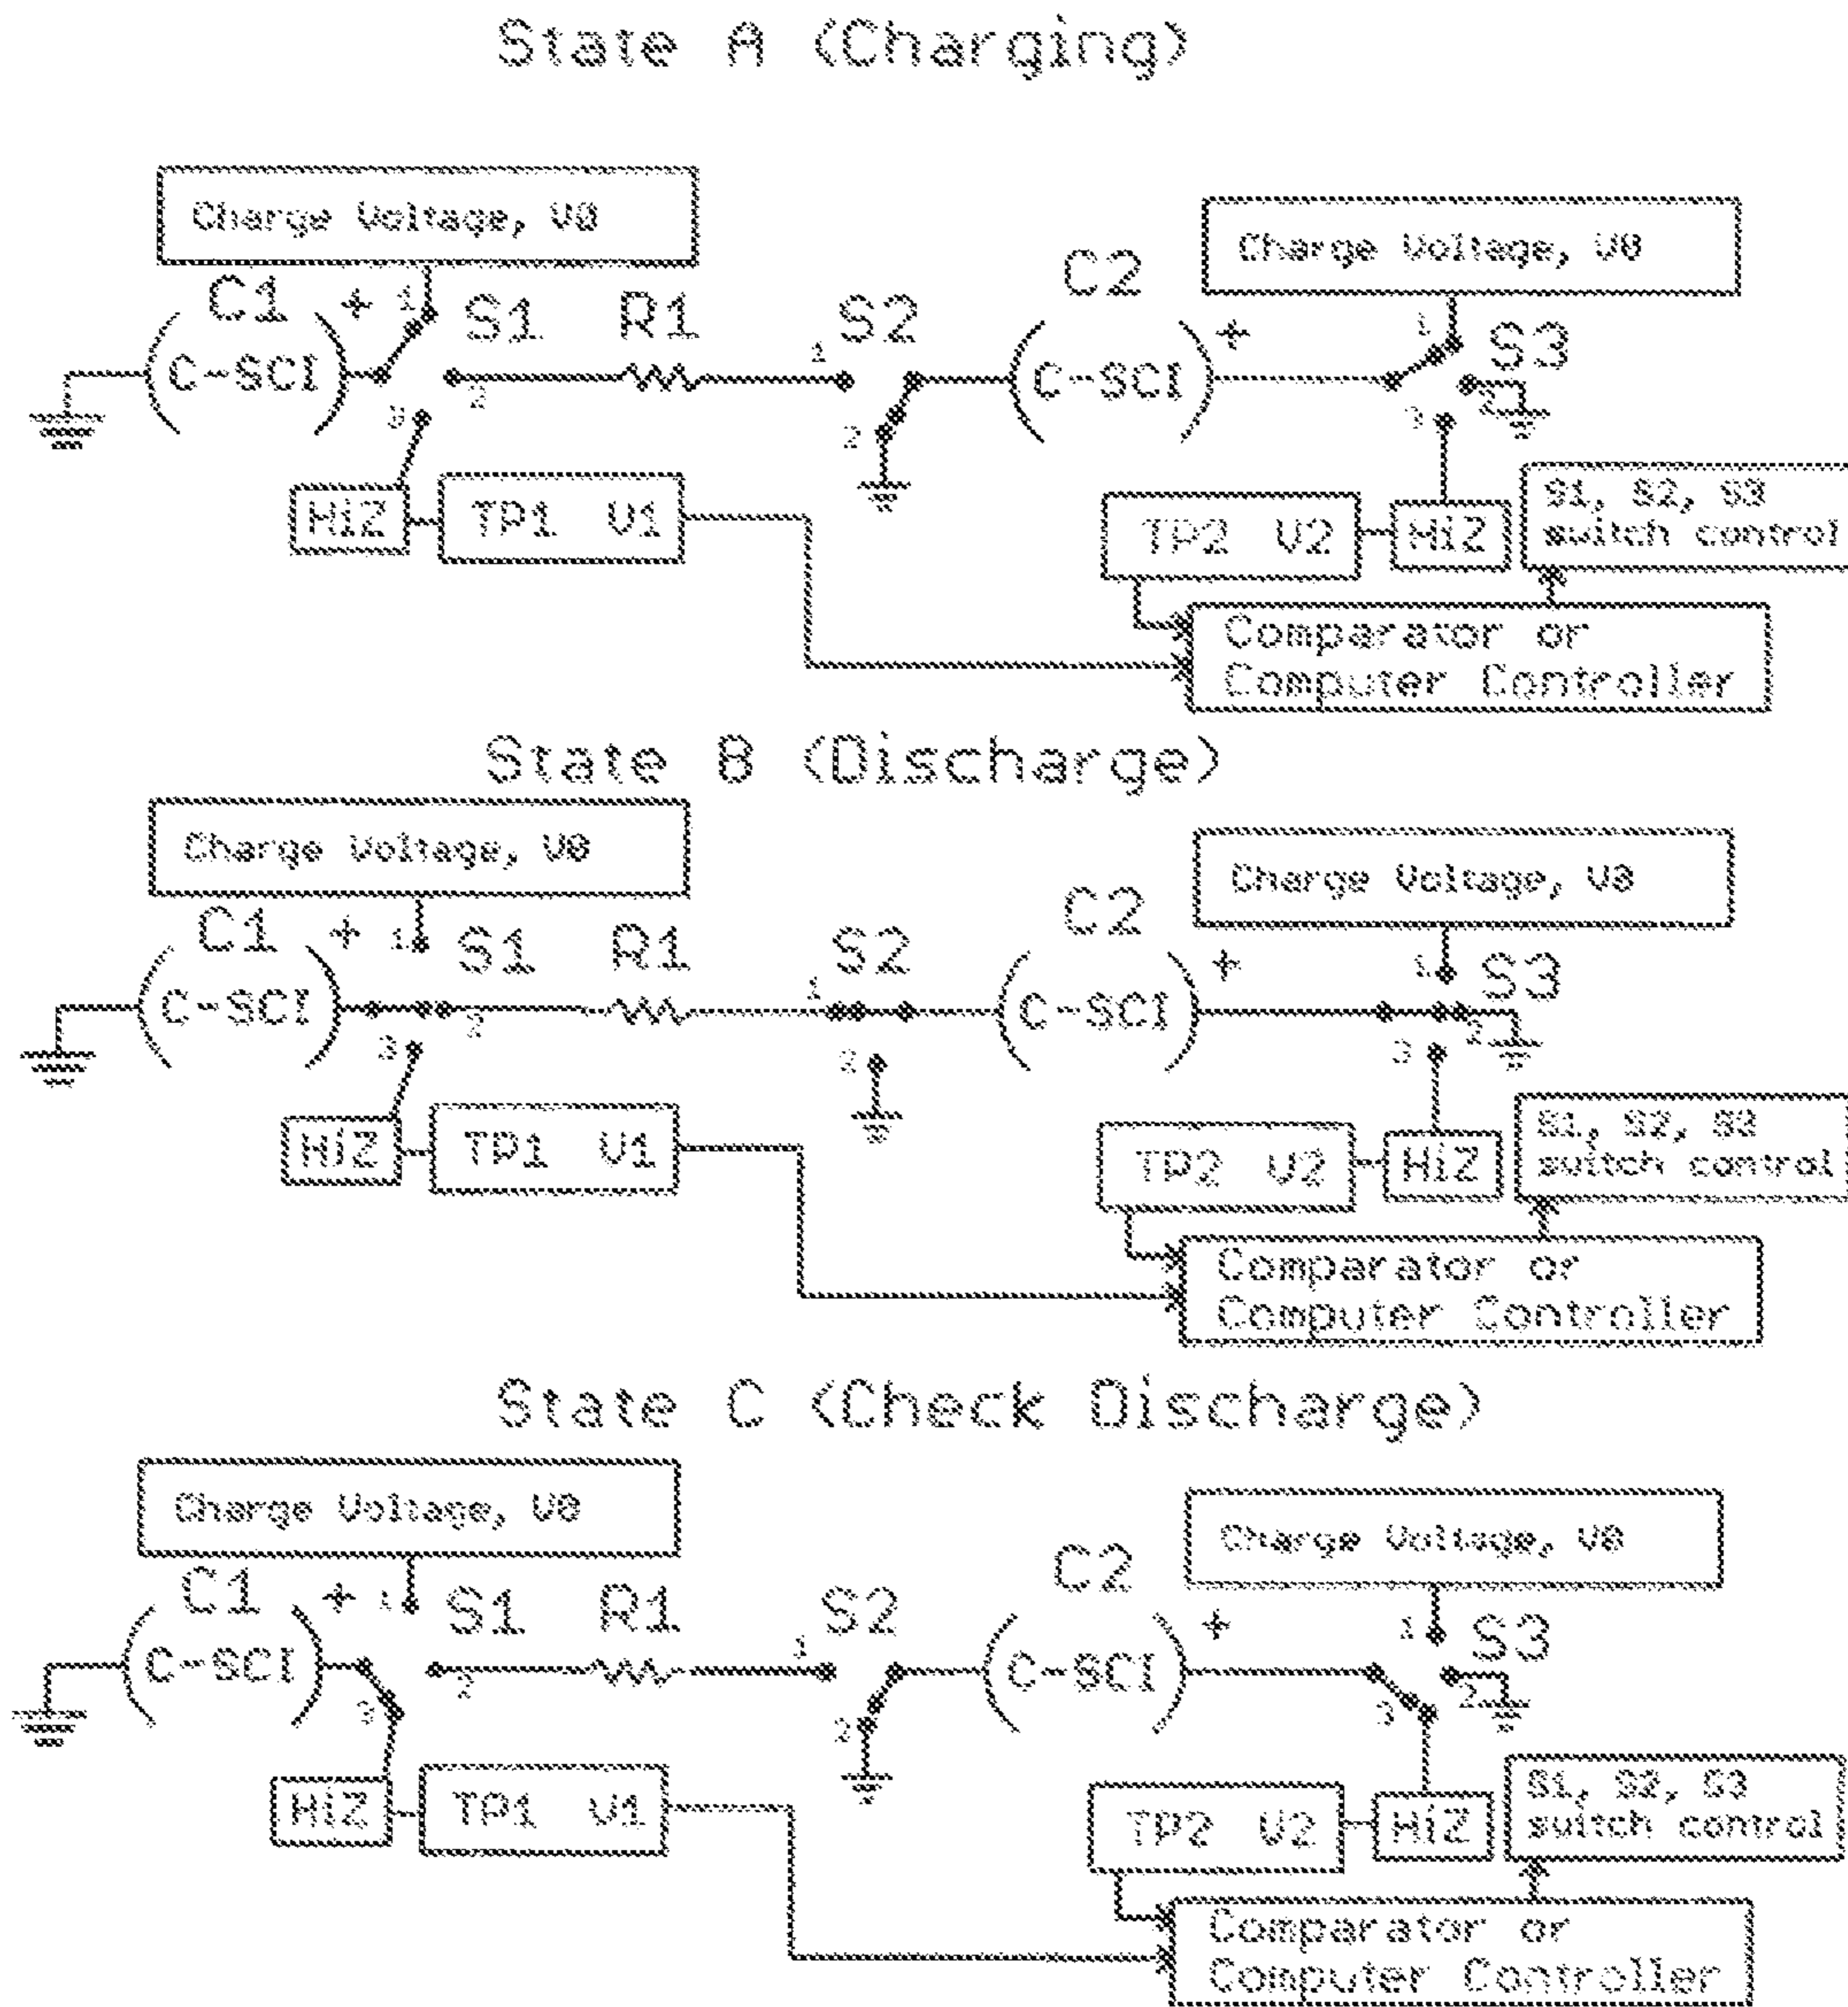 State A (Charging)
Charge Voltage, V0
Charge Voltage, V0
C1 + 1 S1 R1 1 S2 C2 + 1 S3
(C-SCI) 2 (C-SCI) 2
3 2 3
HiZ TP1 V1 TP2 V2 HiZ
S1, S2, S3
switch control
Comparator or
Computer Controller
State B (Discharge)
Charge Voltage, V0
Charge Voltage, V0
C1 + 1 S1 R1 1 S2 C2 + 1 S3
(C-SCI) 2 (C-SCI) 2
3 2 3
HiZ TP1 V1 TP2 V2 HiZ
S1, S2, S3
switch control
Comparator or
Computer Controller
State C (Check Discharge)
Charge Voltage, V0
Charge Voltage, V0
C1 + 1 S1 R1 1 S2 C2 + 1 S3
(C-SCI) 2 (C-SCI) 2
3 2 3
HiZ TP1 V1 TP2 V2 HiZ
S1, S2, S3
switch control
Comparator or
Computer Controller